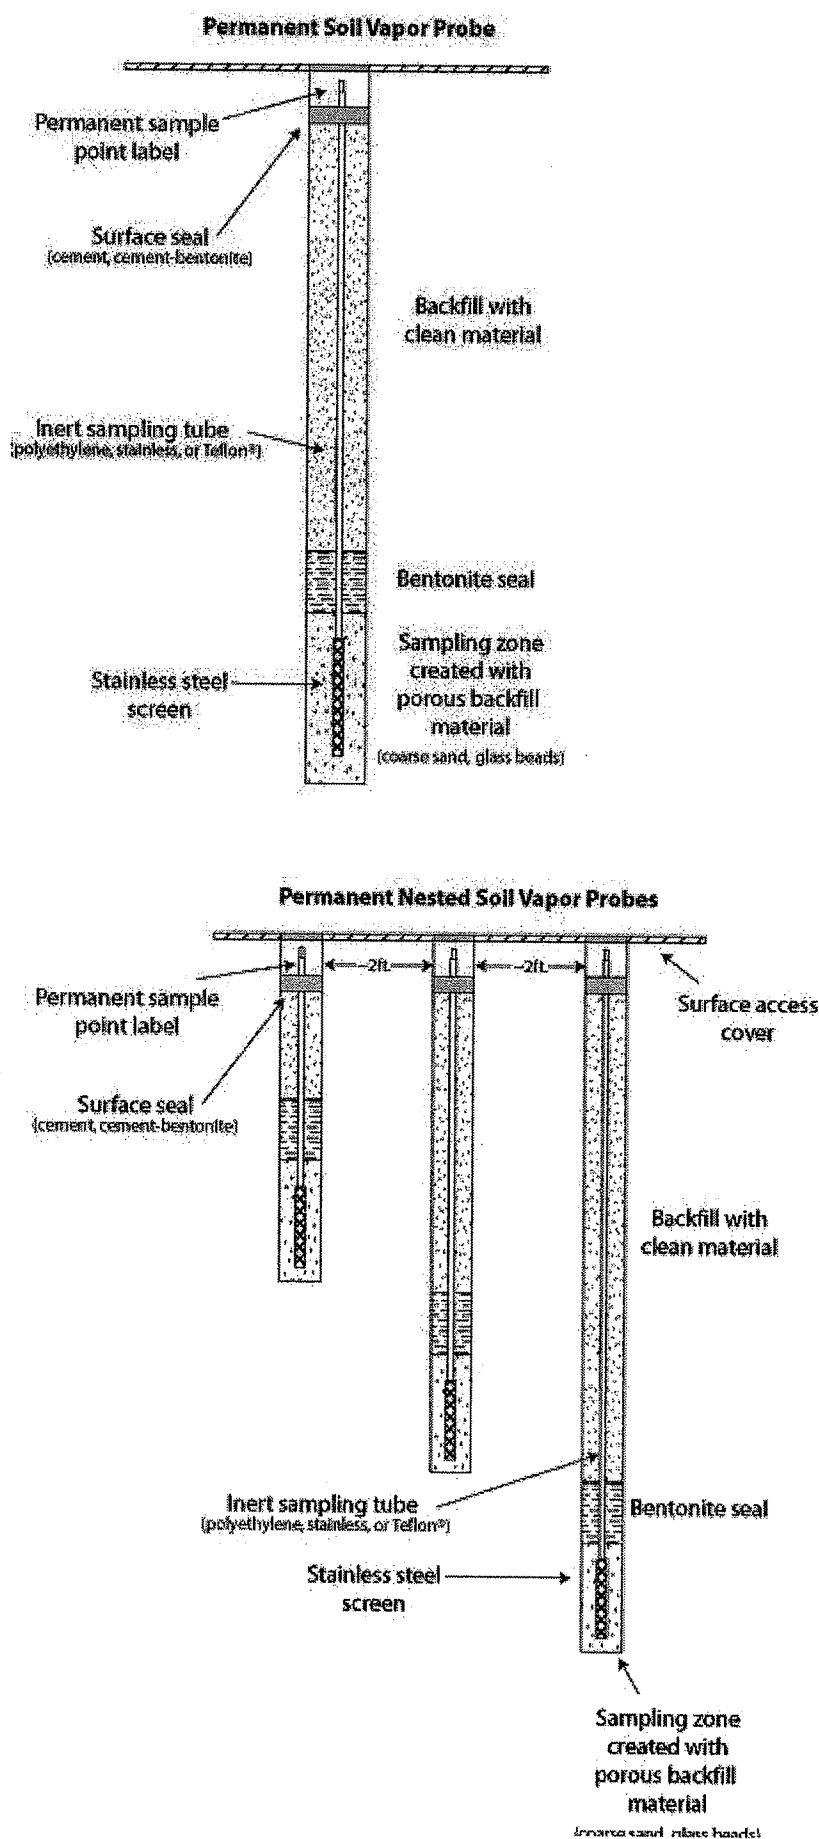 Permanent Soil Vapor Probe
Permanent sample
point label
Surface seal
(cement, cement-bentonite)
Backfill with
clean material
Inert sampling tube
(polyethylene, stainless, or Teflon®)
Bentonite seal
Sampling zone
created with
porous backfill
material
(coarse sand, glass beads)
Stainless steel
screen
Permanent Nested Soil Vapor Probes
~2ft.
~2ft.
Permanent sample
point label
Surface access
cover
Surface seal
(cement, cement-bentonite)
Backfill with
clean material
Inert sampling tube
(polyethylene, stainless, or Teflon®)
Bentonite seal
Stainless steel
screen
Sampling zone
created with
porous backfill
material
(coarse sand, glass beads)